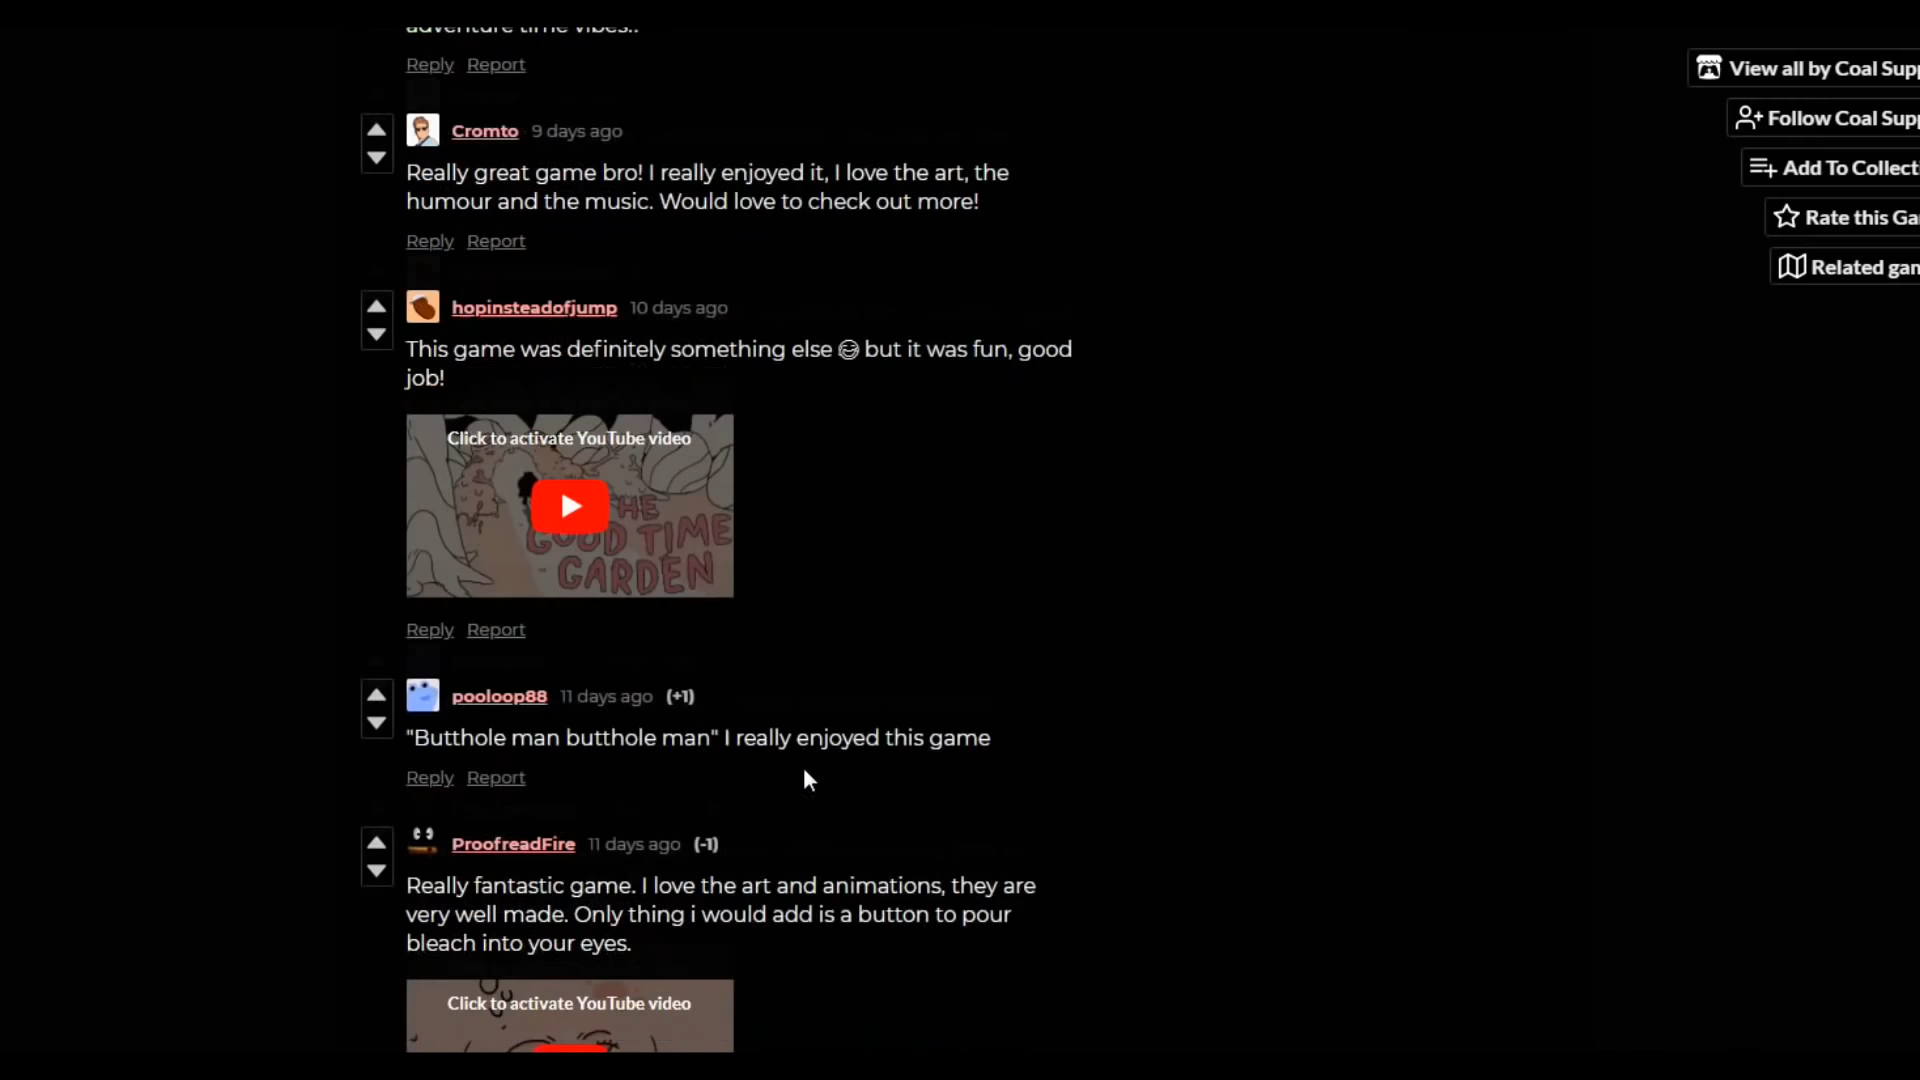 adventure time vibes..
Reply Report
Cromto 9 days ago
Really great game bro! I really enjoyed it, I love the art, the
humour and the music. Would love to check out more!
Reply Report
hopinsteadofjump 10 days ago
This game was definitely something else 😅 but it was fun, good
job!
Click to activate YouTube video
THE
GOOD TIME
GARDEN
Reply Report
pooloop88 11 days ago (+1)
"Butthole man butthole man" I really enjoyed this game
Reply Report
ProofreadFire 11 days ago (-1)
Really fantastic game. I love the art and animations, they are
very well made. Only thing i would add is a button to pour
bleach into your eyes.
Click to activate YouTube video
View all by Coal Supp
Follow Coal Supp
Add To Collecti
Rate this Ga
Related gam